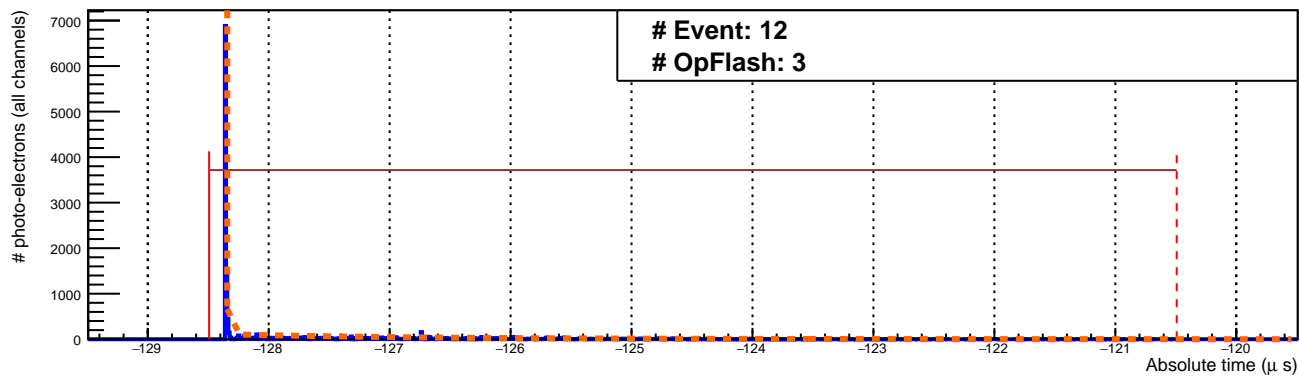 # Event: 12
# OpFlash: 3
# photo-electrons (all channels)
7000
6000
5000
4000
3000
2000
1000
0
−129 −128 −127 −126 −125 −124 −123 −122 −121 −120
Absolute time (μ s)